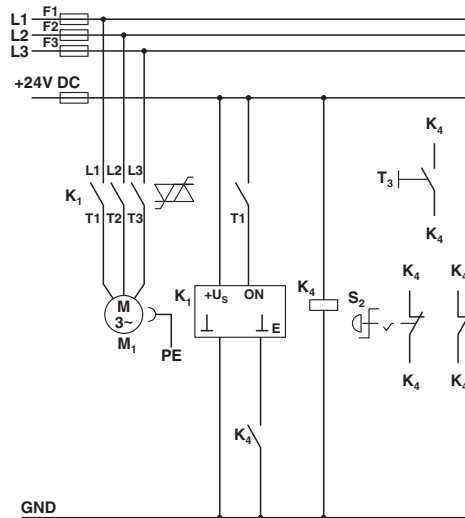 L1 F1
L2 F2
L3 F3
+24V DC
L1 L2 L3
K1
T1 T2 T3
T1
K4
T3
K4
K1 +US ON
E
K4
S2
K4 K4
K4 K4
M
3~
M1
PE
K4
GND